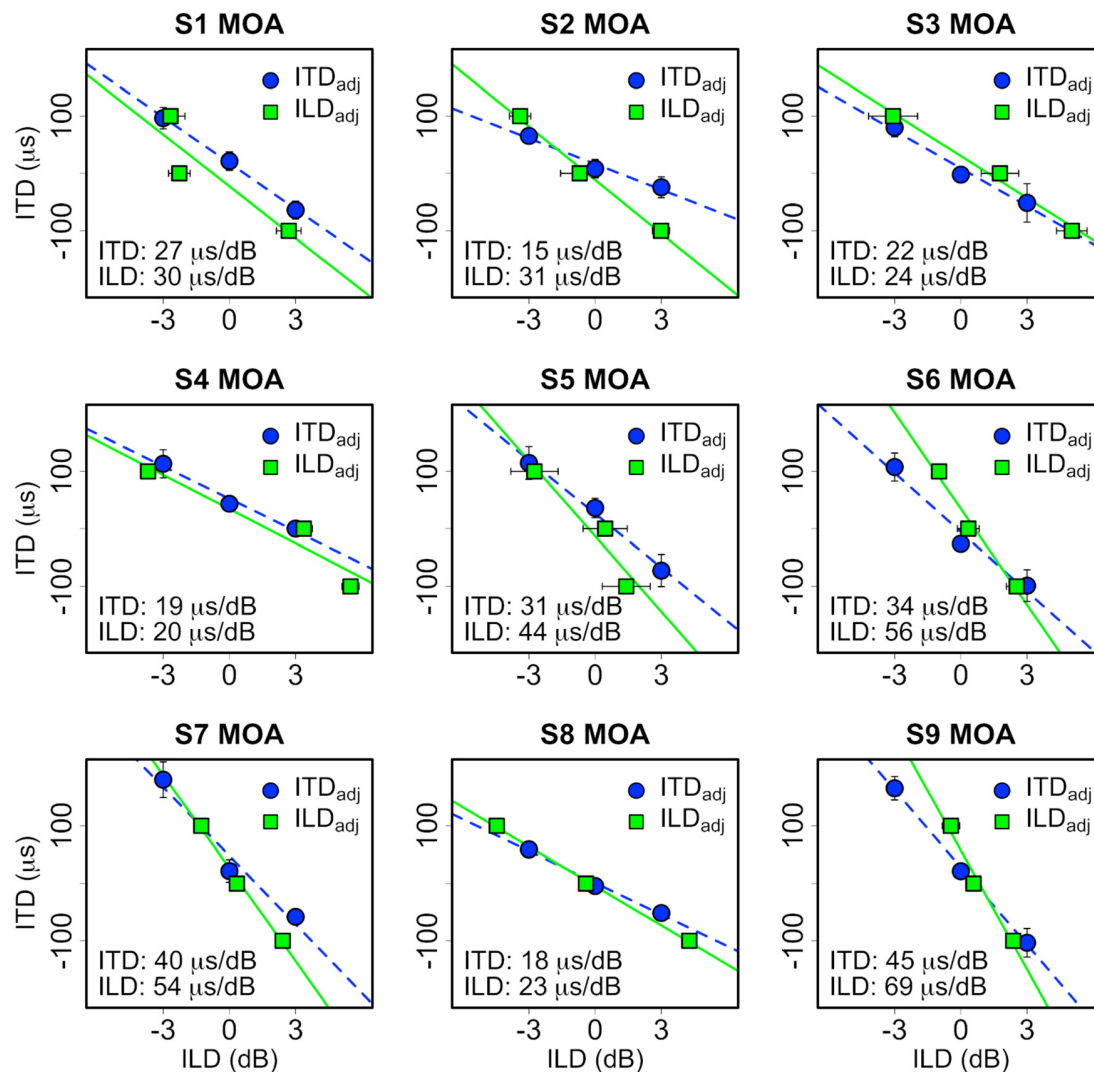 S1 MOA
S2 MOA
S3 MOA
ITD (μs)
100
-100
ITDadj
ILDadj
ITD: 27 μs/dB
ILD: 30 μs/dB
-3 0 3
100
-100
ITDadj
ILDadj
ITD: 15 μs/dB
ILD: 31 μs/dB
-3 0 3
100
-100
ITDadj
ILDadj
ITD: 22 μs/dB
ILD: 24 μs/dB
-3 0 3
S4 MOA
S5 MOA
S6 MOA
ITD (μs)
100
-100
ITDadj
ILDadj
ITD: 19 μs/dB
ILD: 20 μs/dB
-3 0 3
100
-100
ITDadj
ILDadj
ITD: 31 μs/dB
ILD: 44 μs/dB
-3 0 3
100
-100
ITDadj
ILDadj
ITD: 34 μs/dB
ILD: 56 μs/dB
-3 0 3
S7 MOA
S8 MOA
S9 MOA
ITD (μs)
100
-100
ITDadj
ILDadj
ITD: 40 μs/dB
ILD: 54 μs/dB
-3 0 3
ILD (dB)
100
-100
ITDadj
ILDadj
ITD: 18 μs/dB
ILD: 23 μs/dB
-3 0 3
ILD (dB)
100
-100
ITDadj
ILDadj
ITD: 45 μs/dB
ILD: 69 μs/dB
-3 0 3
ILD (dB)